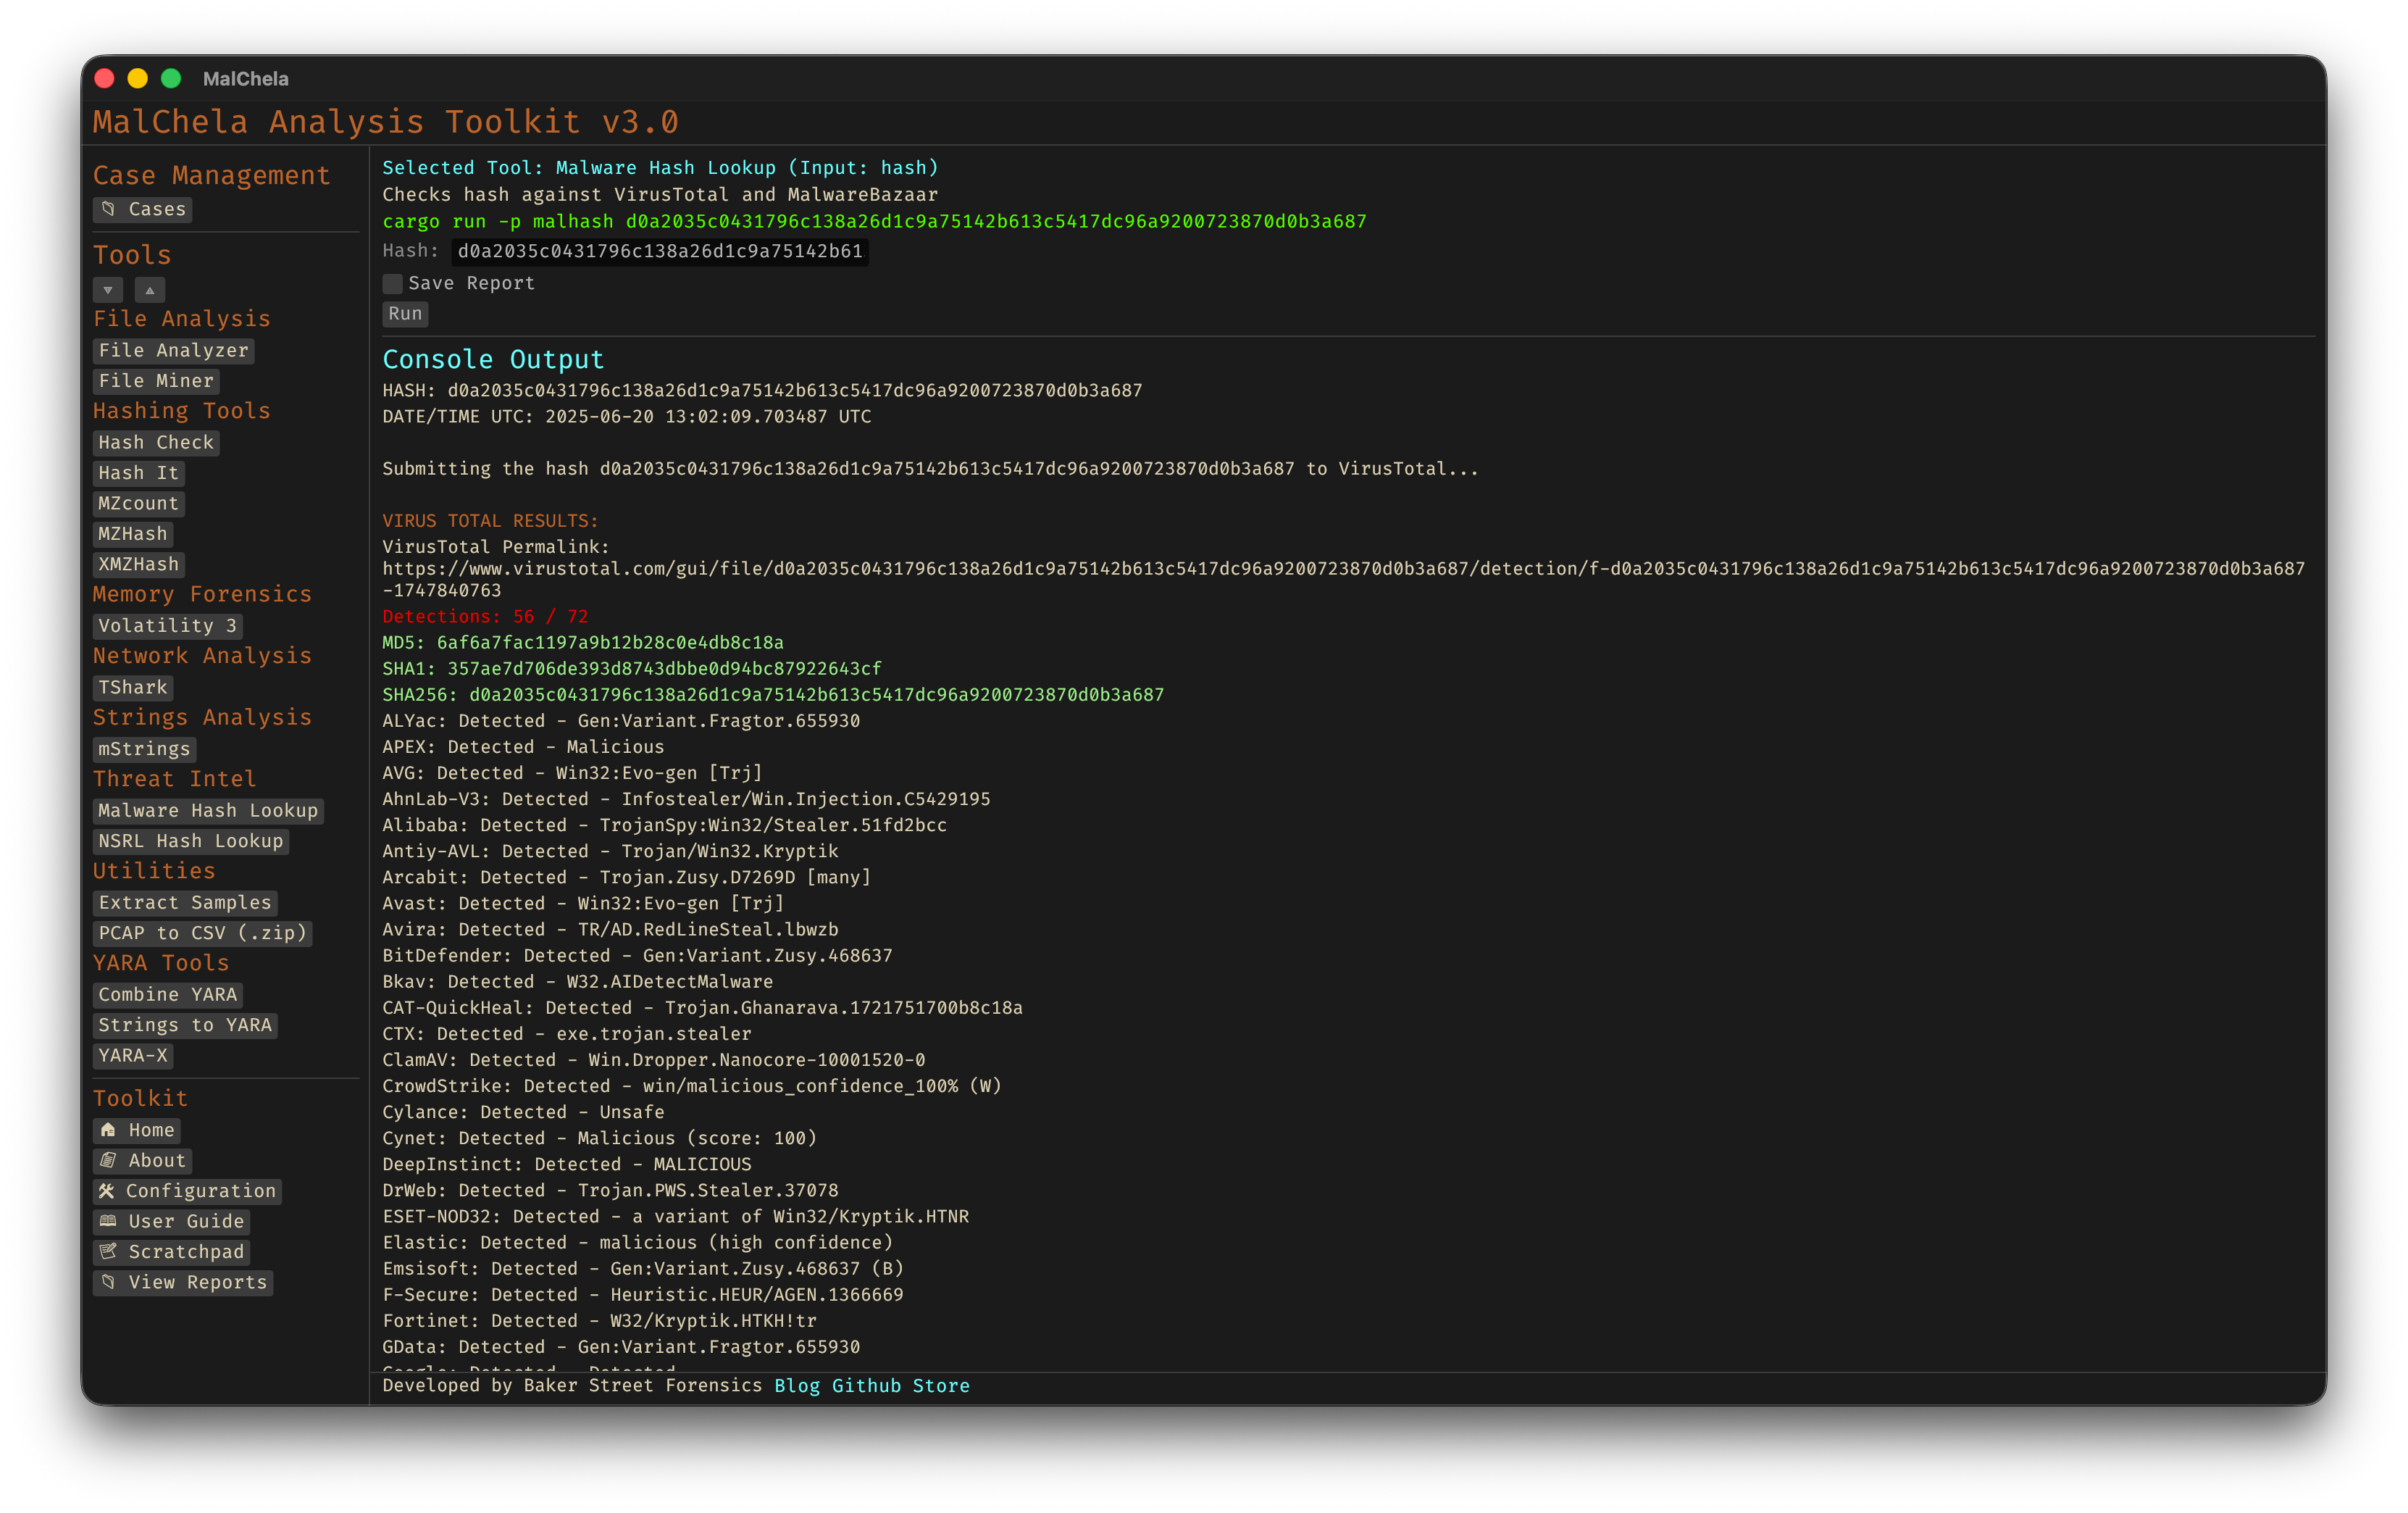 MalChela
MalChela Analysis Toolkit v3.0
Case Management
Cases
Tools
File Analysis
File Analyzer
File Miner
Hashing Tools
Hash Check
Hash It
MZcount
MZHash
XMZHash
Memory Forensics
Volatility 3
Network Analysis
TShark
Strings Analysis
mStrings
Threat Intel
Malware Hash Lookup
NSRL Hash Lookup
Utilities
Extract Samples
PCAP to CSV (.zip)
YARA Tools
Combine YARA
Strings to YARA
YARA-X
Toolkit
Home
About
Configuration
User Guide
Scratchpad
View Reports
Selected Tool: Malware Hash Lookup (Input: hash)
Checks hash against VirusTotal and MalwareBazaar
cargo run -p malhash d0a2035c0431796c138a26d1c9a75142b613c5417dc96a9200723870d0b3a687
Hash: d0a2035c0431796c138a26d1c9a75142b61
Save Report
Run
Console Output
HASH: d0a2035c0431796c138a26d1c9a75142b613c5417dc96a9200723870d0b3a687
DATE/TIME UTC: 2025-06-20 13:02:09.703487 UTC
Submitting the hash d0a2035c0431796c138a26d1c9a75142b613c5417dc96a9200723870d0b3a687 to VirusTotal...
VIRUS TOTAL RESULTS:
VirusTotal Permalink:
https://www.virustotal.com/gui/file/d0a2035c0431796c138a26d1c9a75142b613c5417dc96a9200723870d0b3a687/detection/f-d0a2035c0431796c138a26d1c9a75142b613c5417dc96a9200723870d0b3a687
-1747840763
Detections: 56 / 72
MD5: 6af6a7fac1197a9b12b28c0e4db8c18a
SHA1: 357ae7d706de393d8743dbbe0d94bc87922643cf
SHA256: d0a2035c0431796c138a26d1c9a75142b613c5417dc96a9200723870d0b3a687
ALYac: Detected - Gen:Variant.Fragtor.655930
APEX: Detected - Malicious
AVG: Detected - Win32:Evo-gen [Trj]
AhnLab-V3: Detected - Infostealer/Win.Injection.C5429195
Alibaba: Detected - TrojanSpy:Win32/Stealer.51fd2bcc
Antiy-AVL: Detected - Trojan/Win32.Kryptik
Arcabit: Detected - Trojan.Zusy.D7269D [many]
Avast: Detected - Win32:Evo-gen [Trj]
Avira: Detected - TR/AD.RedLineSteal.lbwzb
BitDefender: Detected - Gen:Variant.Zusy.468637
Bkav: Detected - W32.AIDetectMalware
CAT-QuickHeal: Detected - Trojan.Ghanarava.1721751700b8c18a
CTX: Detected - exe.trojan.stealer
ClamAV: Detected - Win.Dropper.Nanocore-10001520-0
CrowdStrike: Detected - win/malicious_confidence_100% (W)
Cylance: Detected - Unsafe
Cynet: Detected - Malicious (score: 100)
DeepInstinct: Detected - MALICIOUS
DrWeb: Detected - Trojan.PWS.Stealer.37078
ESET-NOD32: Detected - a variant of Win32/Kryptik.HTNR
Elastic: Detected - malicious (high confidence)
Emsisoft: Detected - Gen:Variant.Zusy.468637 (B)
F-Secure: Detected - Heuristic.HEUR/AGEN.1366669
Fortinet: Detected - W32/Kryptik.HTKH!tr
GData: Detected - Gen:Variant.Fragtor.655930
Google: Detected - Detected
Developed by Baker Street Forensics Blog Github Store